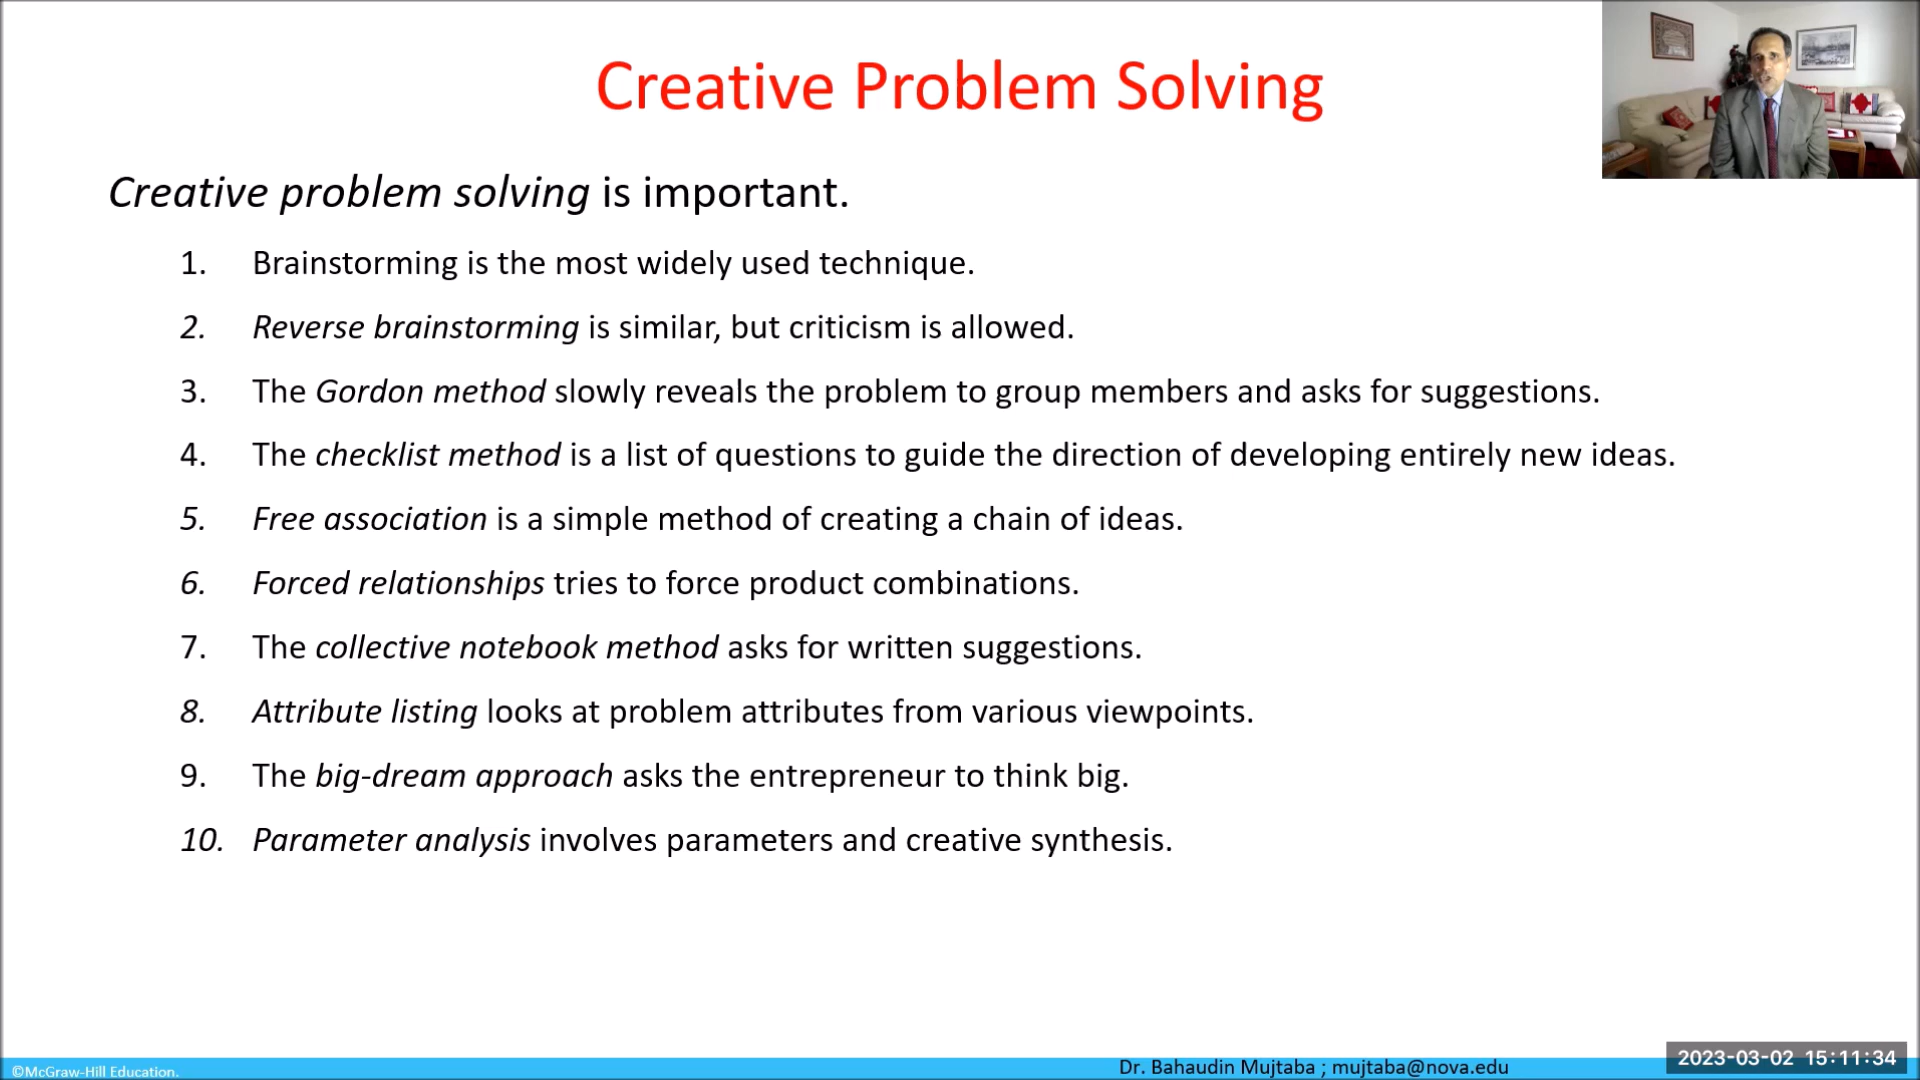 Creative Problem Solving
Creative problem solving is important.
1. Brainstorming is the most widely used technique.
2. Reverse brainstorming is similar, but criticism is allowed.
3. The Gordon method slowly reveals the problem to group members and asks for suggestions.
4. The checklist method is a list of questions to guide the direction of developing entirely new ideas.
5. Free association is a simple method of creating a chain of ideas.
6. Forced relationships tries to force product combinations.
7. The collective notebook method asks for written suggestions.
8. Attribute listing looks at problem attributes from various viewpoints.
9. The big-dream approach asks the entrepreneur to think big.
10. Parameter analysis involves parameters and creative synthesis.
©McGraw-Hill Education.
Dr. Bahaudin Mujtaba ; mujtaba@nova.edu
2023-03-02 15:11:34